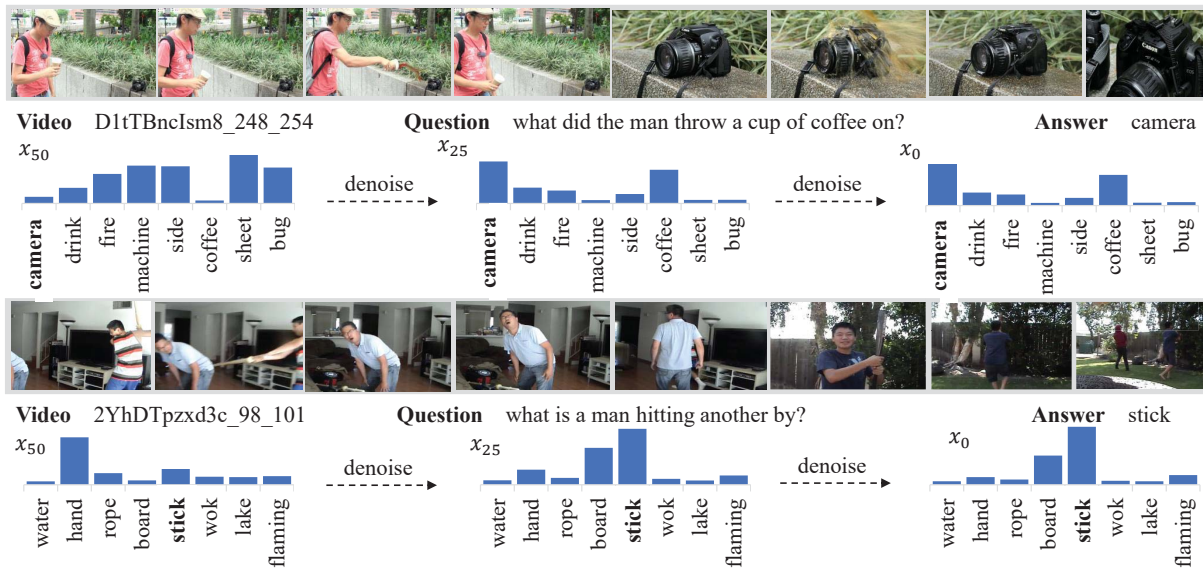 Canon
Video D1tTBncIsm8_248_254 Question what did the man throw a cup of coffee on? Answer camera
x50 denoise x25 denoise x0
camera drink fire machine side coffee sheet bug camera drink fire machine side coffee sheet bug camera drink fire machine side coffee sheet bug
Video 2YhDTpzxd3c_98_101 Question what is a man hitting another by? Answer stick
x50 denoise x25 denoise x0
water hand rope board stick wok lake flaming water hand rope board stick wok lake flaming water hand rope board stick wok lake flaming